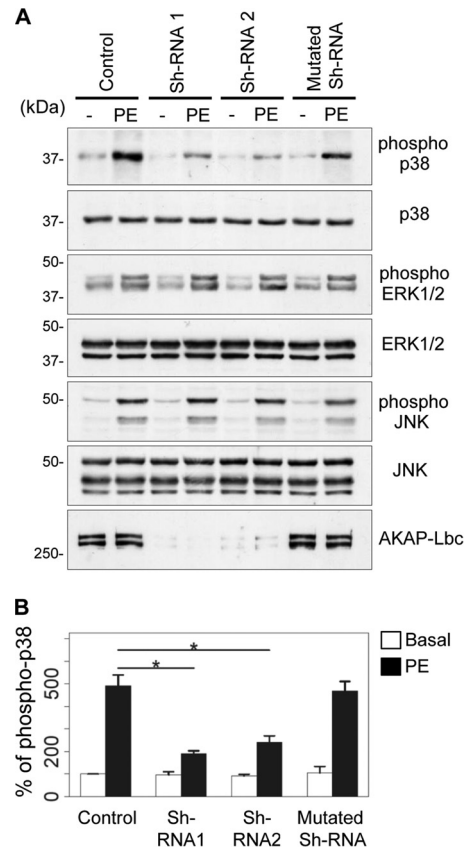 A
Control
Sh-RNA 1
Sh-RNA 2
Mutated
Sh-RNA
(kDa)
- PE - PE - PE - PE
37-
phospho
p38
37-
p38
50-
37-
phospho
ERK1/2
50-
37-
ERK1/2
50-
phospho
JNK
50-
JNK
250-
AKAP-Lbc
B
% of phospho-p38
500
200
0
*
*
Basal
PE
Control
Sh-
RNA1
Sh-
RNA2
Mutated
Sh-RNA